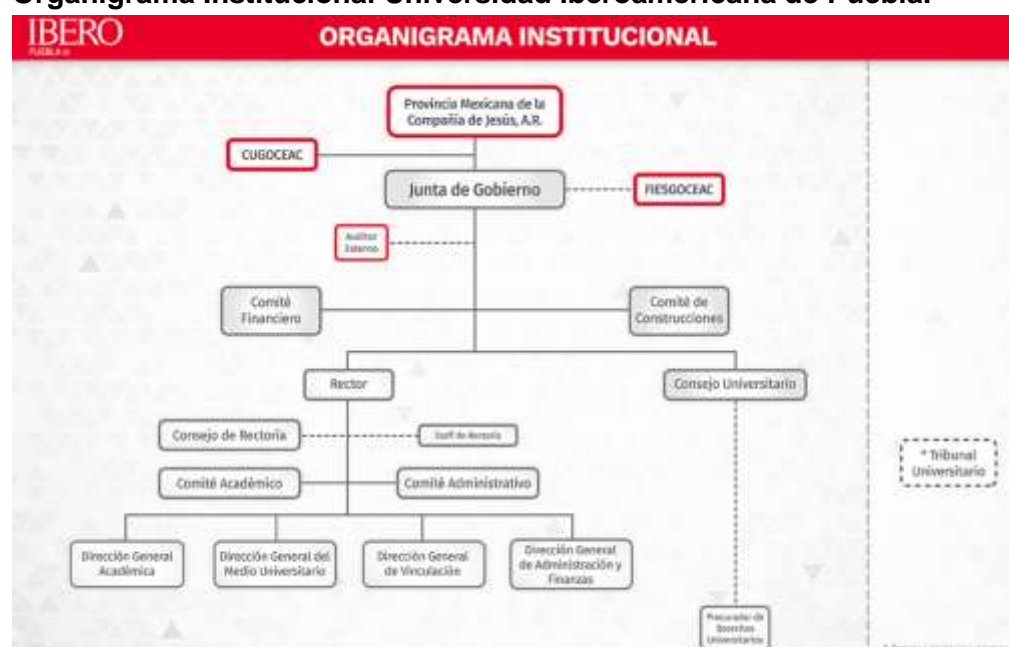 Organigrama Institucional Universidad Iberoamericana de Puebla.
IBERO
PUEBLA
ORGANIGRAMA INSTITUCIONAL
Provincia Mexicana de la
Compañía de Jesús, A.R.
CUGOCEAC
Junta de Gobierno
FIESGOCEAC
Auditor
Externo
Comité
Financiero
Comité de
Construcciones
Rector
Consejo Universitario
Consejo de Rectoría
Staff de Rectoría
* Tribunal
Universitario
Comité Académico
Comité Administrativo
Dirección General
Académica
Dirección General del
Medio Universitario
Dirección General
de Vinculación
Dirección General
de Administración y
Finanzas
Procurador de
Derechos
Universitarios